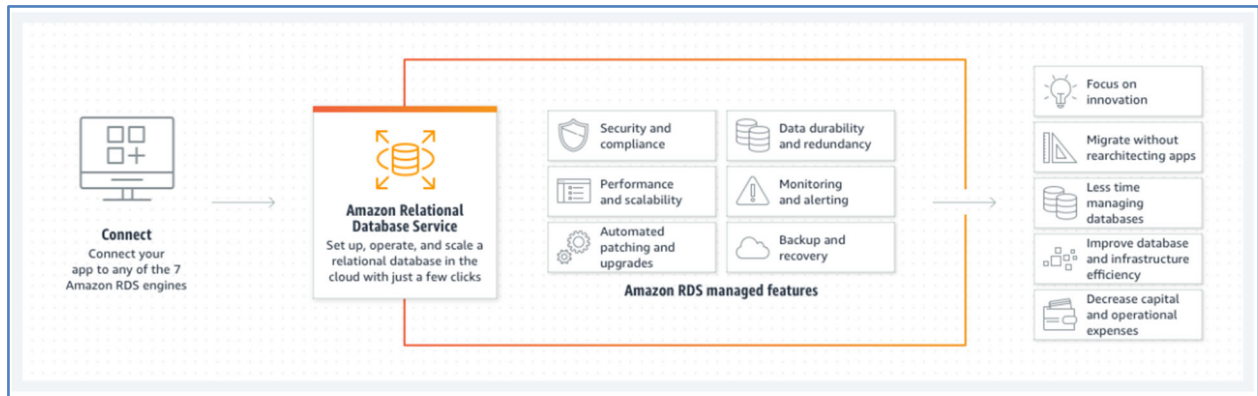 Connect
Connect your
app to any of the 7
Amazon RDS engines
Amazon Relational
Database Service
Set up, operate, and scale a
relational database in the
cloud with just a few clicks
Security and
compliance
Data durability
and redundancy
Performance
and scalability
Monitoring
and alerting
Automated
patching and
upgrades
Backup and
recovery
Amazon RDS managed features
Focus on
innovation
Migrate without
rearchitecting apps
Less time
managing
databases
Improve database
and infrastructure
efficiency
Decrease capital
and operational
expenses